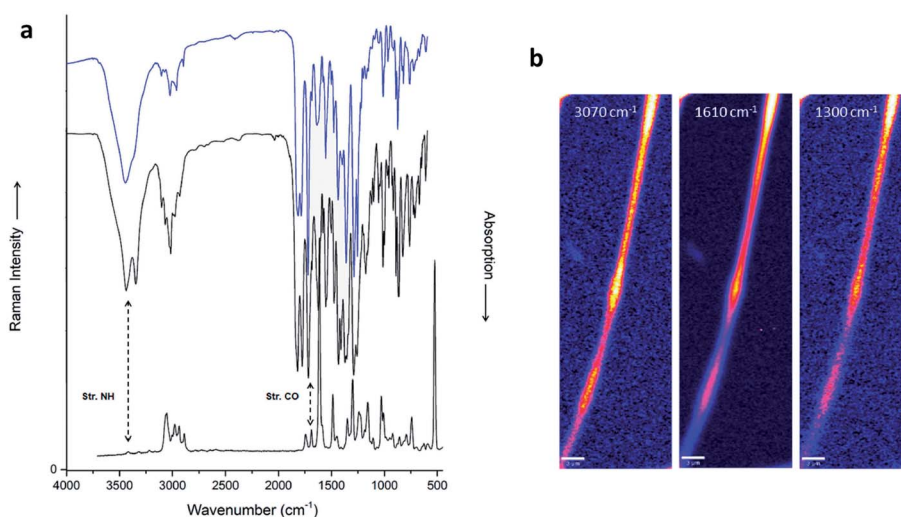 a
Raman Intensity
Absorption
Str. NH
Str. CO
0
4000 3500 3000 2500 2000 1500 1000 500
Wavenumber (cm⁻¹)
b
3070 cm⁻¹
1610 cm⁻¹
1300 cm⁻¹